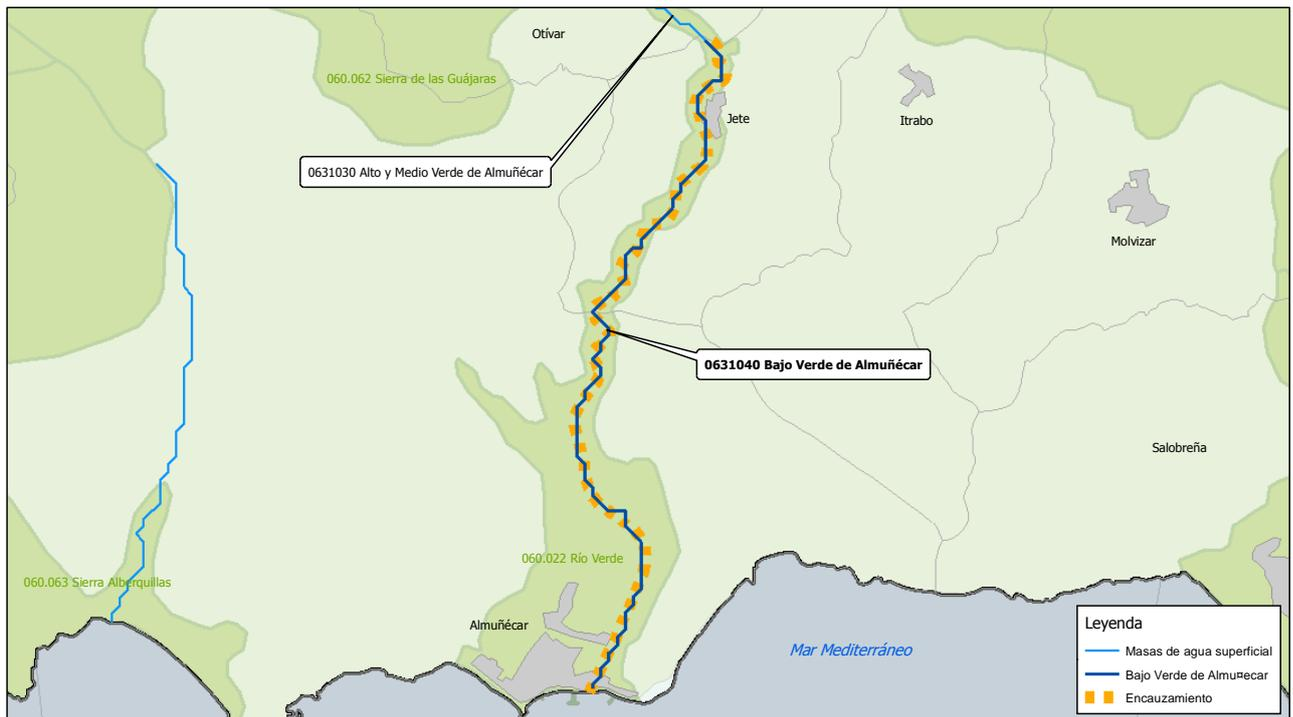 Otívar
060.062 Sierra de las Guájaras
Jete
Itrabo
0631030 Alto y Medio Verde de Almuñécar
Molvizar
0631040 Bajo Verde de Almuñécar
Salobreña
060.022 Río Verde
060.063 Sierra Alberquillas
Almuñécar
Mar Mediterráneo
Leyenda
Masas de agua superficial
Bajo Verde de Almu¤ecar
Encauzamiento